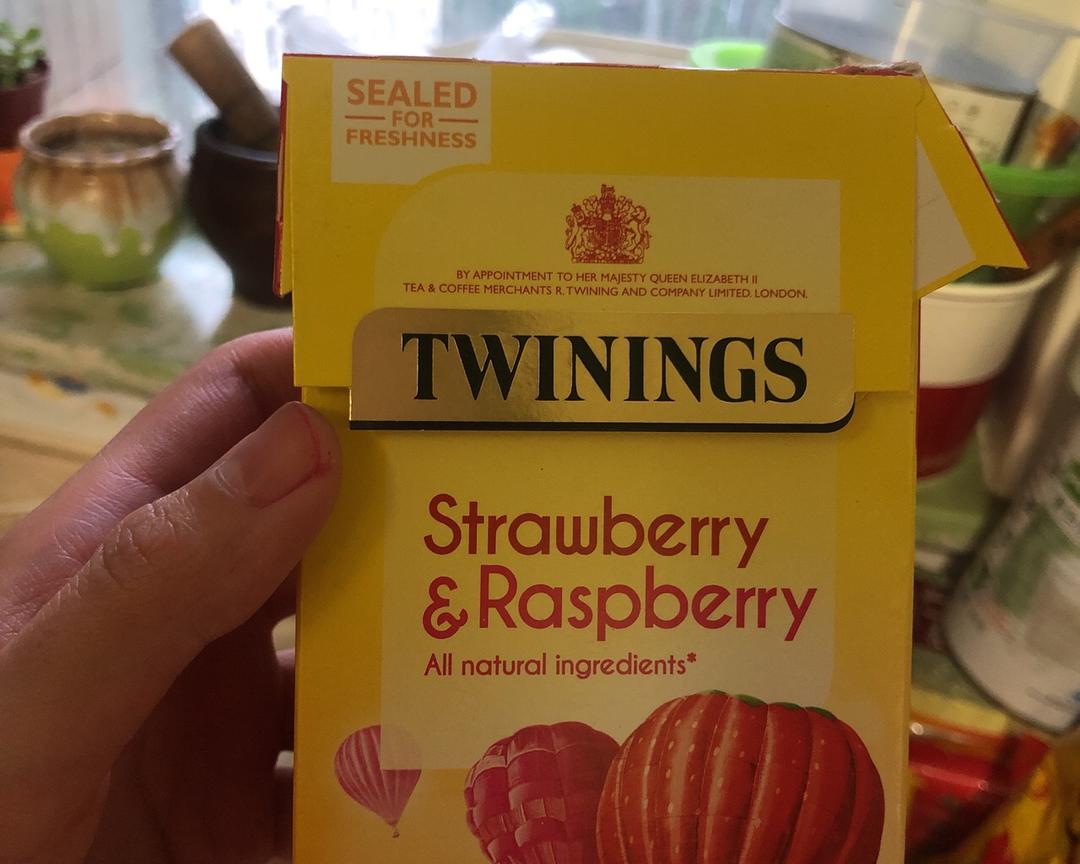 SEALED
FOR
FRESHNESS
BY APPOINTMENT TO HER MAJESTY QUEEN ELIZABETH II
TEA & COFFEE MERCHANTS R. TWINING AND COMPANY LIMITED. LONDON.
TWININGS
Strawberry
& Raspberry
All natural ingredients*